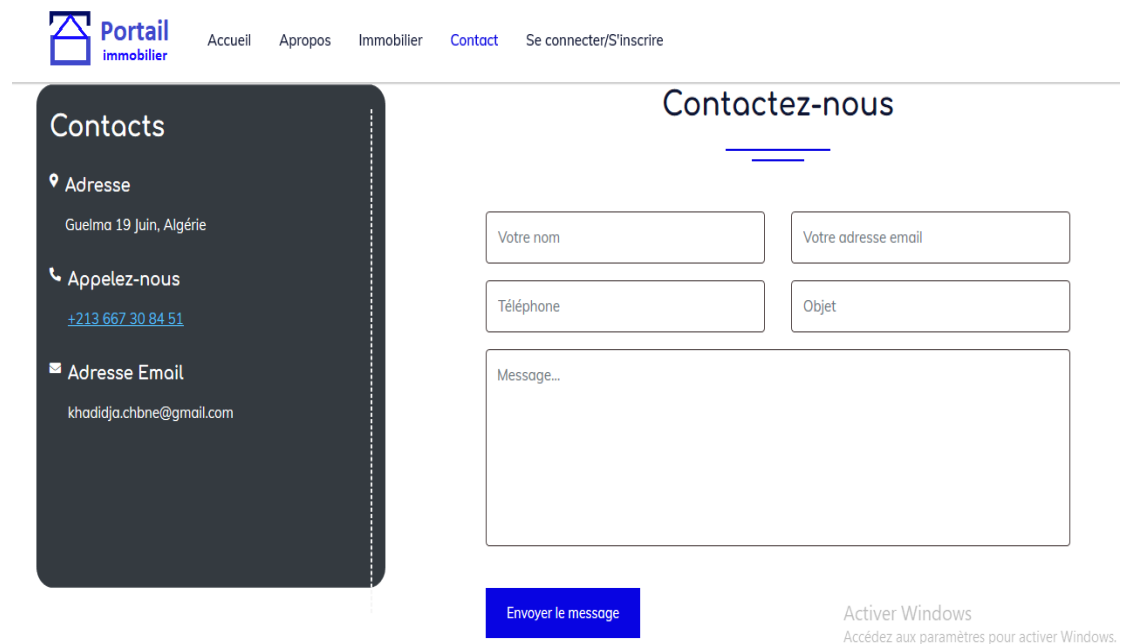 Portail
immobilier
Accueil Apropos Immobilier Contact Se connecter/S'inscrire
Contacts
Adresse
Guelma 19 Juin, Algérie
Appelez-nous
+213 667 30 84 51
Adresse Email
khadidja.chbne@gmail.com
Contactez-nous
Votre nom Votre adresse email
Téléphone Objet
Message...
Envoyer le message
Activer Windows
Accédez aux paramètres pour activer Windows.